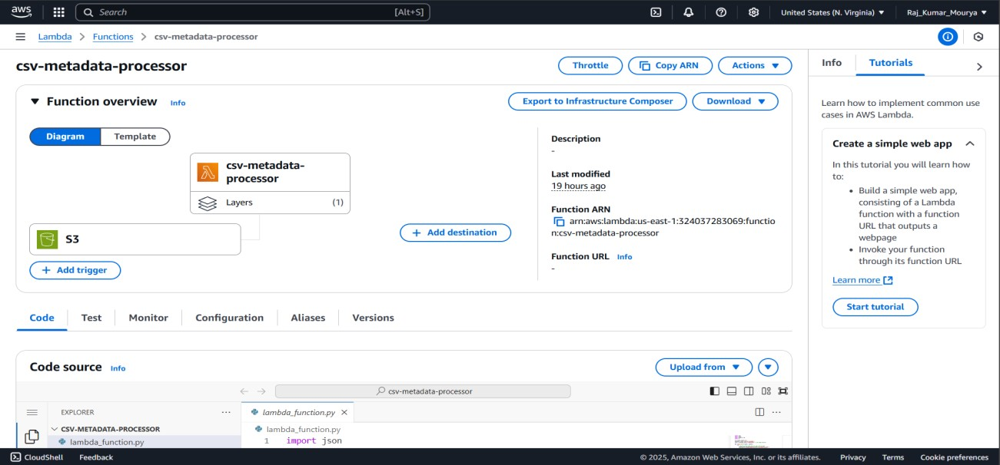 aws
Search
[Alt+S]
United States (N. Virginia)
Raj_Kumar_Mourya
Lambda
Functions
csv-metadata-processor
csv-metadata-processor
Throttle
Copy ARN
Actions
Function overview
Info
Export to Infrastructure Composer
Download
Diagram
Template
csv-metadata-
processor
Layers
(1)
S3
+ Add trigger
+ Add destination
Description
-
Last modified
19 hours ago
Function ARN
arn:aws:lambda:us-east-1:324037283069:functio
n:csv-metadata-processor
Function URL Info
-
Code
Test
Monitor
Configuration
Aliases
Versions
Code source
Info
Upload from
csv-metadata-processor
EXPLORER
...
lambda_function.py
...
CSV-METADATA-PROCESSOR
lambda_function.py
lambda_function.py
1 import json
Info
Tutorials
Learn how to implement common use
cases in AWS Lambda.
Create a simple web app
In this tutorial you will learn how
to:
• Build a simple web app,
consisting of a Lambda
function with a function
URL that outputs a
webpage
• Invoke your function
through its function URL
Learn more
Start tutorial
CloudShell
Feedback
© 2025, Amazon Web Services, Inc. or its affiliates.
Privacy
Terms
Cookie preferences